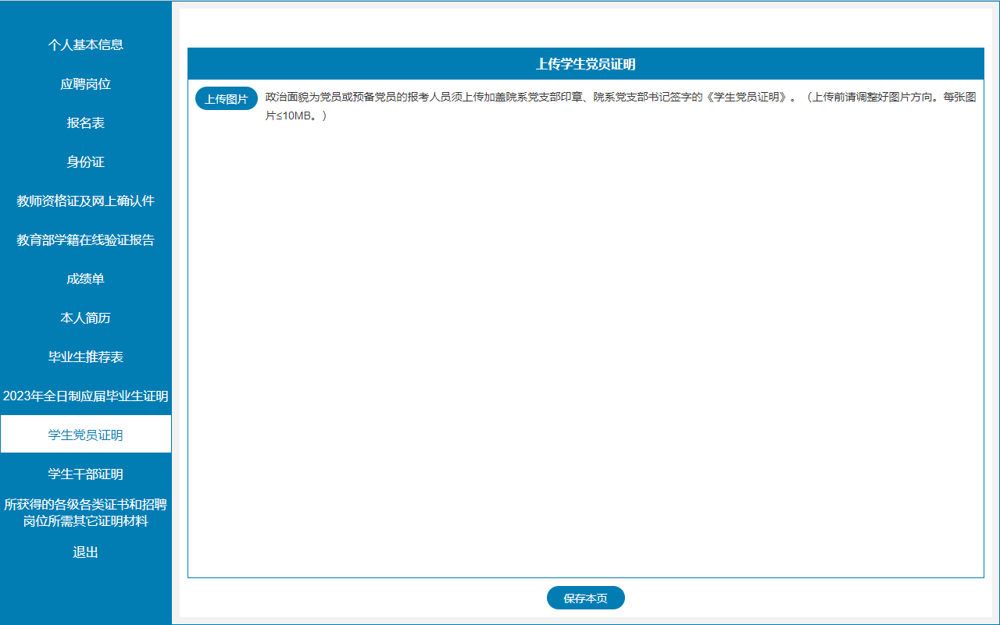 个人基本信息
应聘岗位
报名表
身份证
教师资格证及网上确认件
教育部学籍在线验证报告
成绩单
本人简历
毕业生推荐表
2023年全日制应届毕业生证明
学生党员证明
学生干部证明
所获得的各级各类证书和招聘
岗位所需其它证明材料
退出
上传学生党员证明
上传图片
政治面貌为党员或预备党员的报考人员须上传加盖院系党支部印章、院系党支部书记签字的《学生党员证明》。（上传前请调整好图片方向。每张图
片≤10MB。）
保存本页